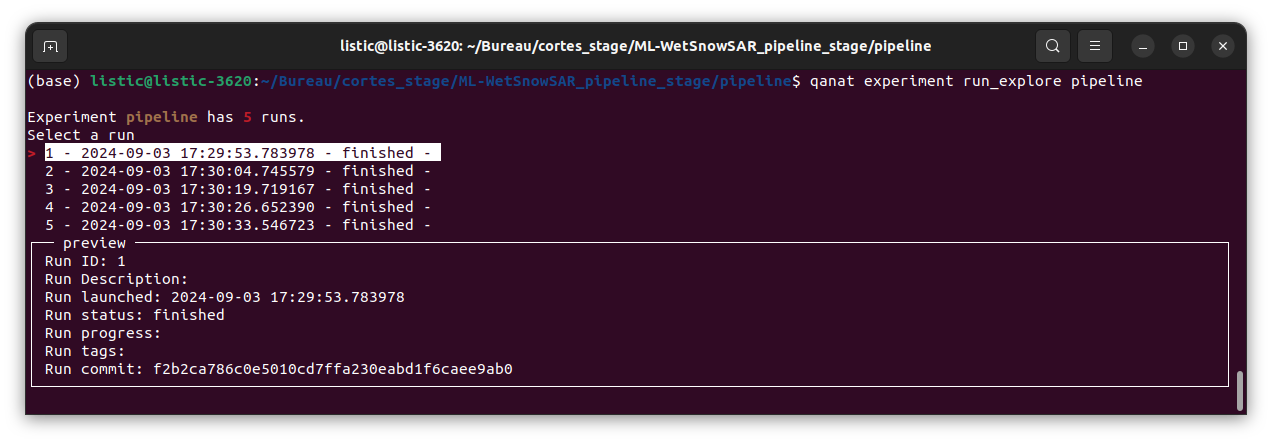 listic@listic-3620: ~/Bureau/cortes_stage/ML-WetSnowSAR_pipeline_stage/pipeline
(base) listic@listic-3620:~/Bureau/cortes_stage/ML-WetSnowSAR_pipeline_stage/pipeline$ qanat experiment run_explore pipeline
Experiment pipeline has 5 runs.
Select a run
> 1 - 2024-09-03 17:29:53.783978 - finished -
2 - 2024-09-03 17:30:04.745579 - finished -
3 - 2024-09-03 17:30:19.719167 - finished -
4 - 2024-09-03 17:30:26.652390 - finished -
5 - 2024-09-03 17:30:33.546723 - finished -
preview
Run ID: 1
Run Description:
Run launched: 2024-09-03 17:29:53.783978
Run status: finished
Run progress:
Run tags:
Run commit: f2b2ca786c0e5010cd7ffa230eabd1f6caee9ab0